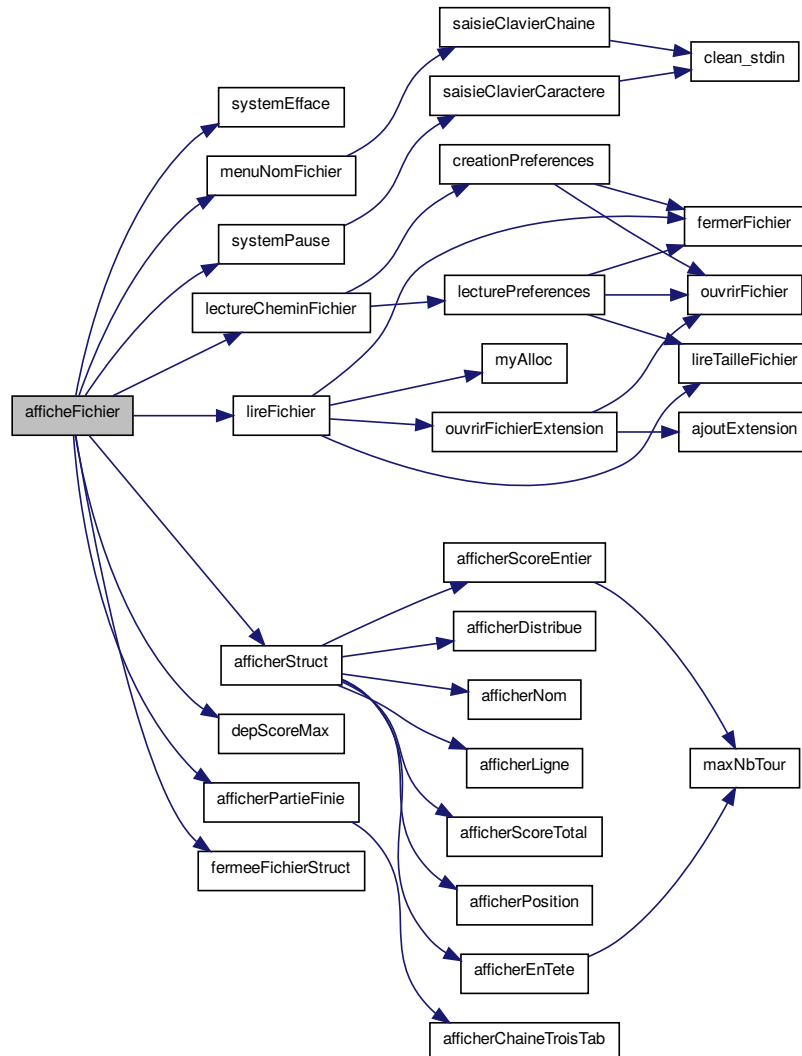 saisieClavierChaine
clean_stdin
saisieClavierCaractere
systemEfface
creationPreferences
menuNomFichier
fermerFichier
systemPause
ouvrirFichier
lecturePreferences
lectureCheminFichier
myAlloc
lireTailleFichier
afficheFichier
lireFichier
ouvrirFichierExtension
ajoutExtension
afficherScoreEntier
afficherDistribue
afficherStruct
afficherNom
depScoreMax
afficherLigne
maxNbTour
afficherPartieFinie
afficherScoreTotal
fermeeFichierStruct
afficherPosition
afficherEnTete
afficherChaineTroisTab